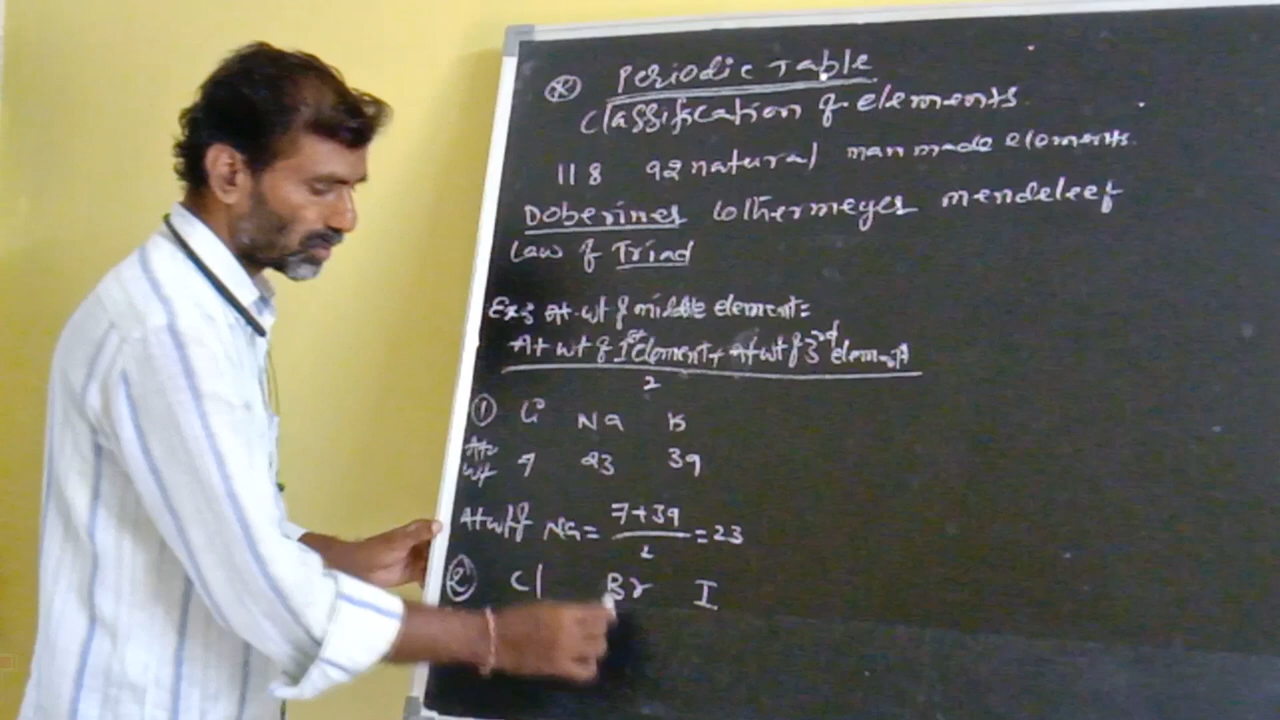 Periodic Table
Classification of elements
118 92 natural man made elements
Doberiners lothermeyer mendeleef
Law of Triad
Ex:- At. wt of middle element =
At wt of 1st element + At wt of 3rd element
2
① Li Na K
At. wt 7 23 39
At wt of Na = 7+39 = 23
2
② Cl Br I